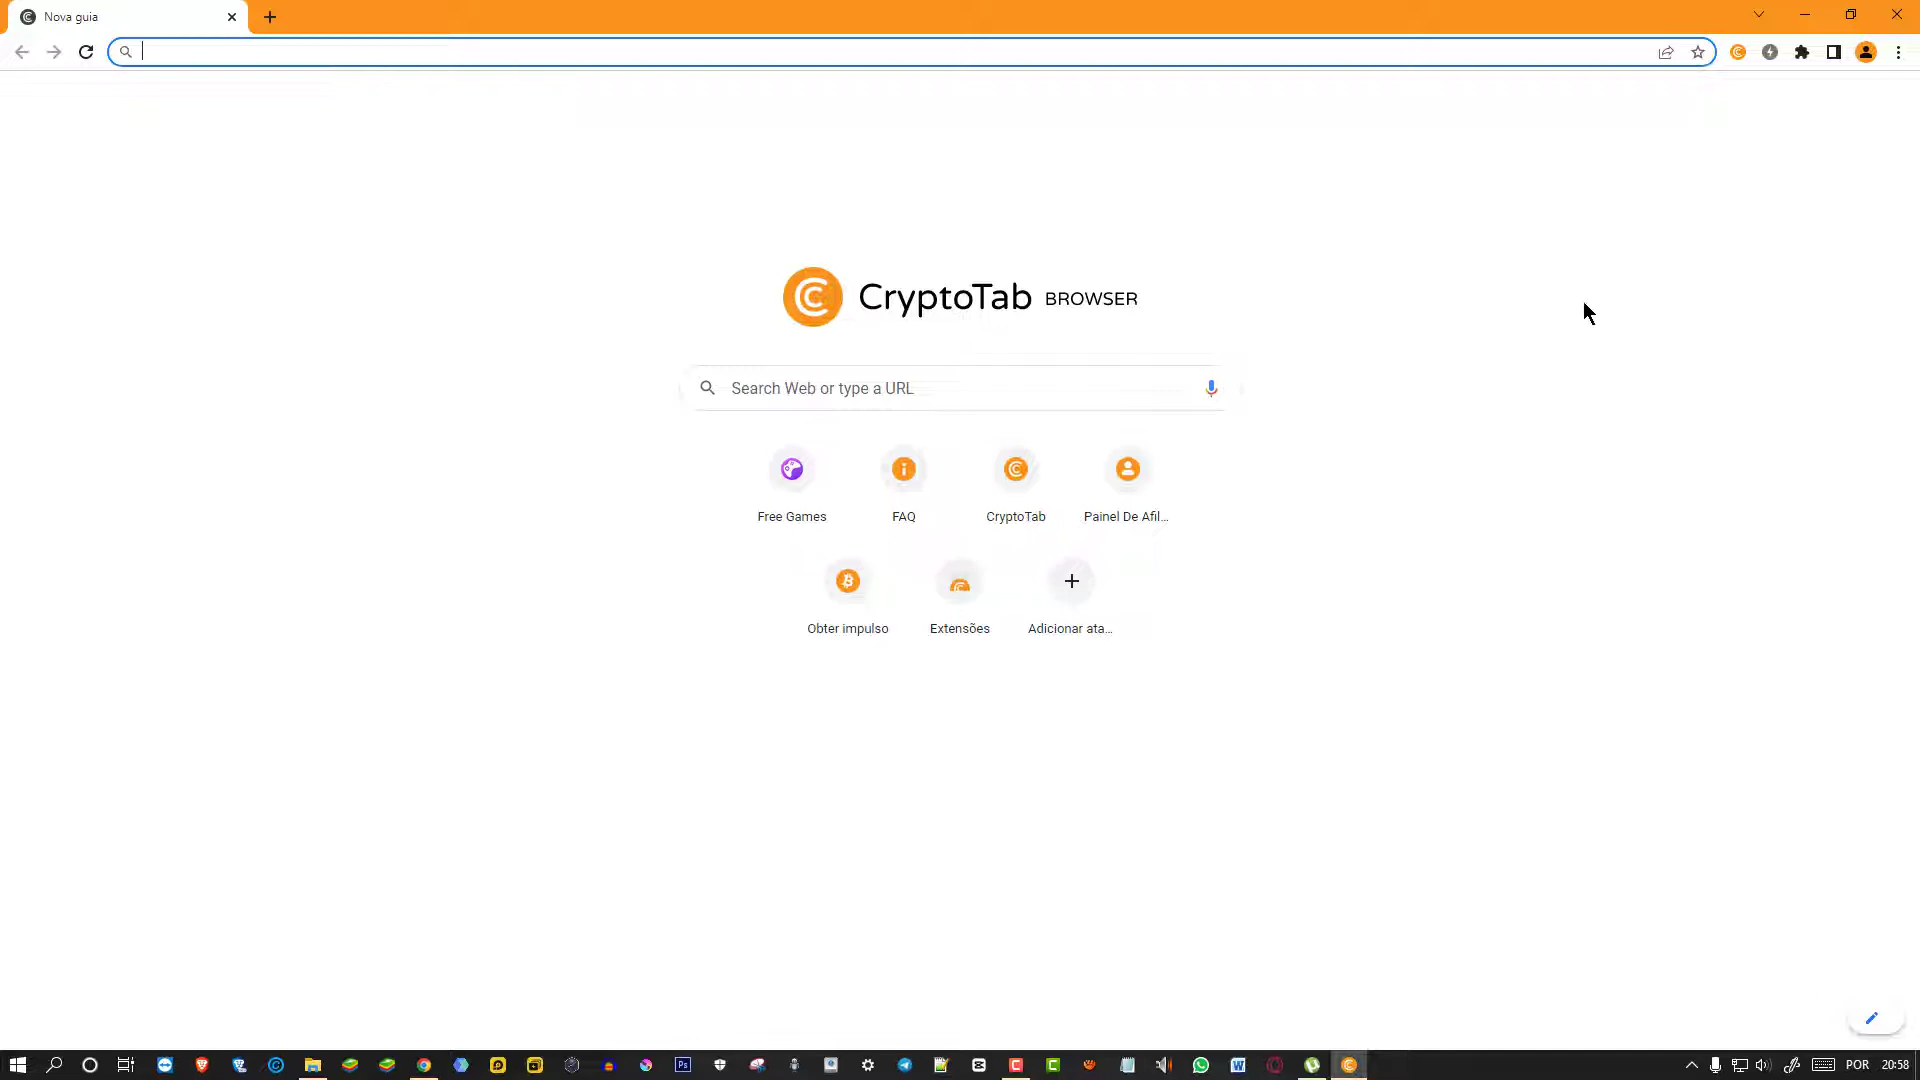 Nova guia
CryptoTab BROWSER
Search Web or type a URL
Free Games
FAQ
CryptoTab
Painel De Afil...
Obter impulso
Extensões
Adicionar ata...
POR
20:58